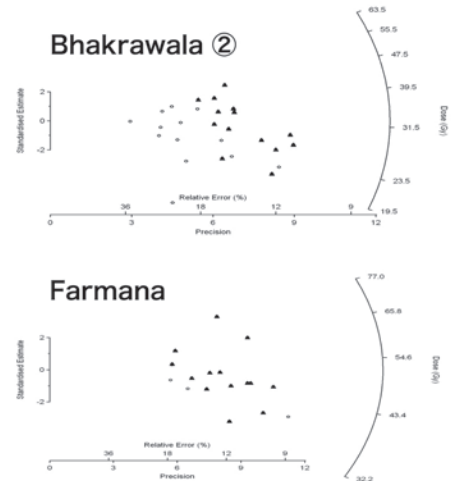 Bhakrawala ②
63.5
55.5
47.5
39.5
31.5
23.5
19.5
Dose (Gy)
Standardised Estimate
2
0
-2
Relative Error (%)
36 18 12 9
0 3 6 9 12
Precision
Farmana
77.0
65.8
54.6
43.4
32.2
Dose (Gy)
Standardised Estimate
2
0
-2
Relative Error (%)
36 18 12 9
0 3 6 9 12
Precision